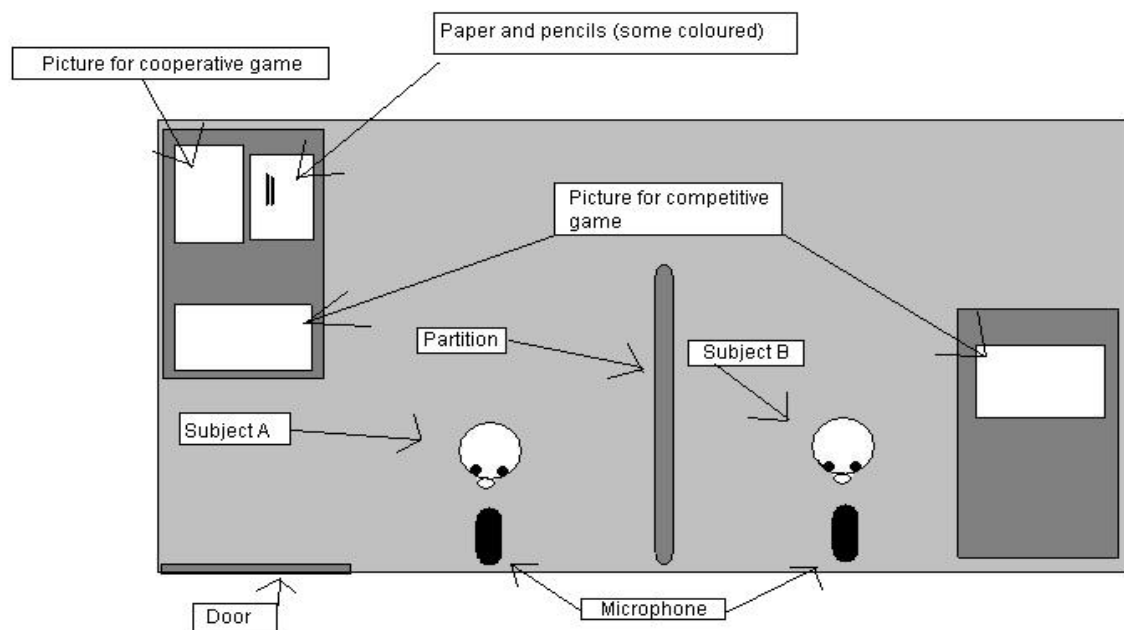 Paper and pencils (some coloured)
Picture for cooperative game
Picture for competitive
game
Partition
Subject B
Subject A
Microphone
Door